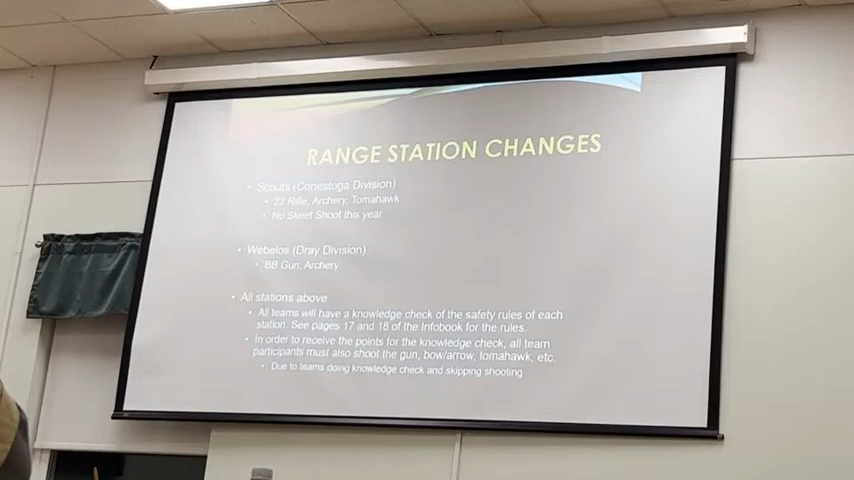 RANGE STATION CHANGES
• Scouts (Conestoga Division)
• 22 Rifle, Archery, Tomahawk
• No Skeet Shoot this year
• Webelos (Dray Division)
• BB Gun, Archery
• All stations above
• All teams will have a knowledge check of the safety rules of each
station. See pages 17 and 18 of the Infobook for the rules.
• In order to receive the points for the knowledge check, all team
participants must also shoot the gun, bow/arrow, tomahawk, etc.
• Due to teams doing knowledge check and skipping shooting